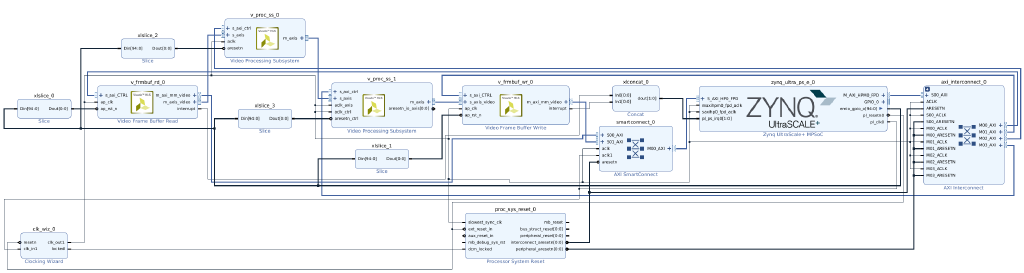 v_proc_ss_0
s_axi_ctrl
s_axis
aclk
aresetn
m_axis
Video Processing Subsystem
xlslice_2
Din[94:0]
Dout[0:0]
Slice
xlslice_0
Din[94:0]
Dout[0:0]
Slice
v_frmbuf_rd_0
s_axi_CTRL
ap_clk
ap_rst_n
m_axi_mm_video
m_axis_video
interrupt
Video Frame Buffer Read
xlslice_3
Din[94:0]
Dout[0:0]
Slice
v_proc_ss_1
s_axi_ctrl
s_axis
m_axis
Video Processing Subsystem
xlslice_1
Din[94:0]
Dout[0:0]
Slice
v_frmbuf_wr_0
s_axi_CTRL
s_axis_video
ap_clk
ap_rst_n
m_axi_mm_video
interrupt
Video Frame Buffer Write
xlconcat_0
In0[0:0]
In1[0:0]
dout[1:0]
Concat
smartconnect_0
S00_AXI
S01_AXI
aclk
aclk1
aresetn
M00_AXI
AXI SmartConnect
zynq_ultra_ps_e_0
S_AXI_HP0_FPD
maxihpm0_fpd_aclk
saxihp0_fpd_aclk
pl_ps_irq0[1:0]
ZYNQ
UltraSCALE+
M_AXI_HPM0_FPD
GPIO_0
emio_gpio_o[94:0]
pl_resetn0
pl_clk0
Zynq UltraScale+ MPSoC
axi_interconnect_0
S00_AXI
ACLK
ARESETN
S00_ACLK
S00_ARESETN
M00_ACLK
M00_ARESETN
M01_ACLK
M01_ARESETN
M02_ACLK
M02_ARESETN
M03_ACLK
M03_ARESETN
M00_AXI
M01_AXI
M02_AXI
M03_AXI
AXI Interconnect
clk_wiz_0
resetn
clk_in1
clk_out1
locked
Clocking Wizard
proc_sys_reset_0
slowest_sync_clk
ext_reset_in
aux_reset_in
mb_debug_sys_rst
dcm_locked
mb_reset
bus_struct_reset[0:0]
peripheral_reset[0:0]
interconnect_aresetn[0:0]
peripheral_aresetn[0:0]
Processor System Reset